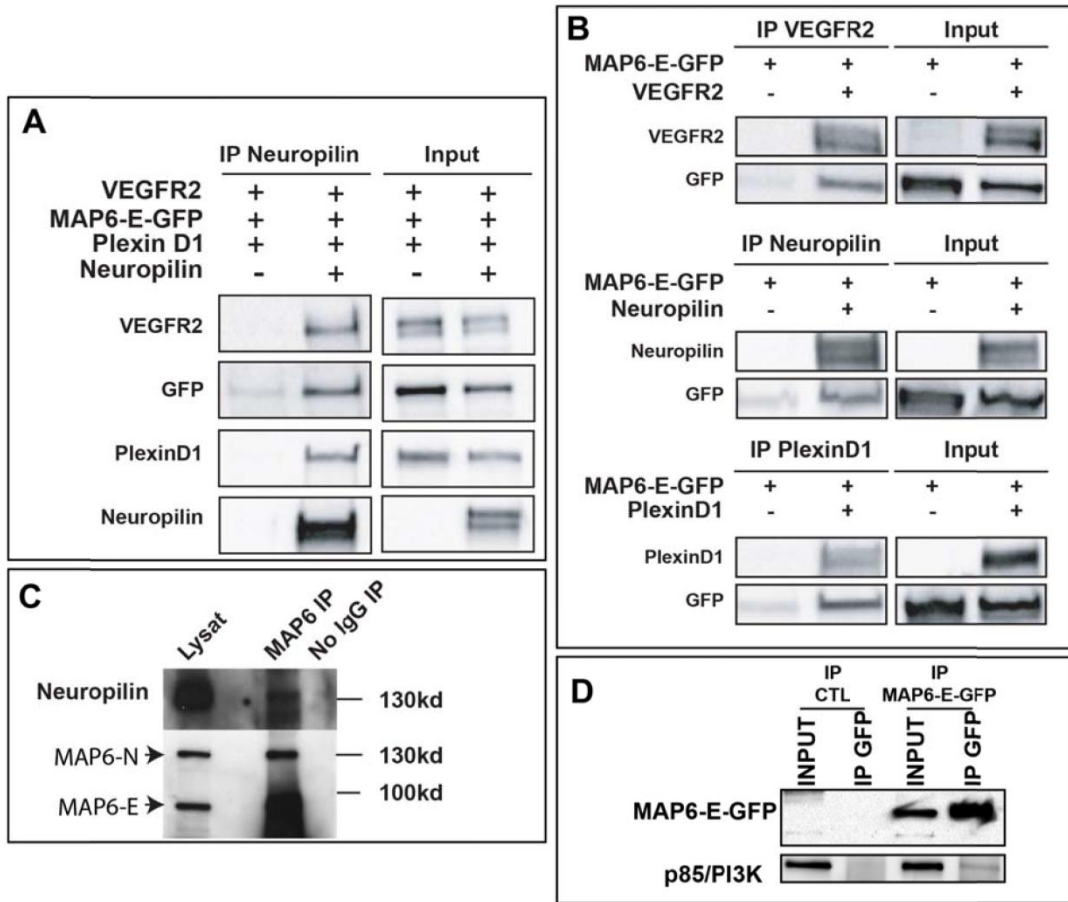 A
IP Neuropilin Input
VEGFR2 + + + +
MAP6-E-GFP + + + +
Plexin D1 + + + +
Neuropilin - + - +
VEGFR2
GFP
PlexinD1
Neuropilin
B
IP VEGFR2 Input
MAP6-E-GFP + + + +
VEGFR2 - + - +
VEGFR2
GFP
IP Neuropilin Input
MAP6-E-GFP + + + +
Neuropilin - + - +
Neuropilin
GFP
IP PlexinD1 Input
MAP6-E-GFP + + + +
PlexinD1 - + - +
PlexinD1
GFP
C
Lysat MAP6 IP No IgG IP
Neuropilin 130kd
MAP6-N 130kd
100kd
MAP6-E
D
IP IP
CTL MAP6-E-GFP
INPUT IP GFP INPUT IP GFP
MAP6-E-GFP
p85/PI3K